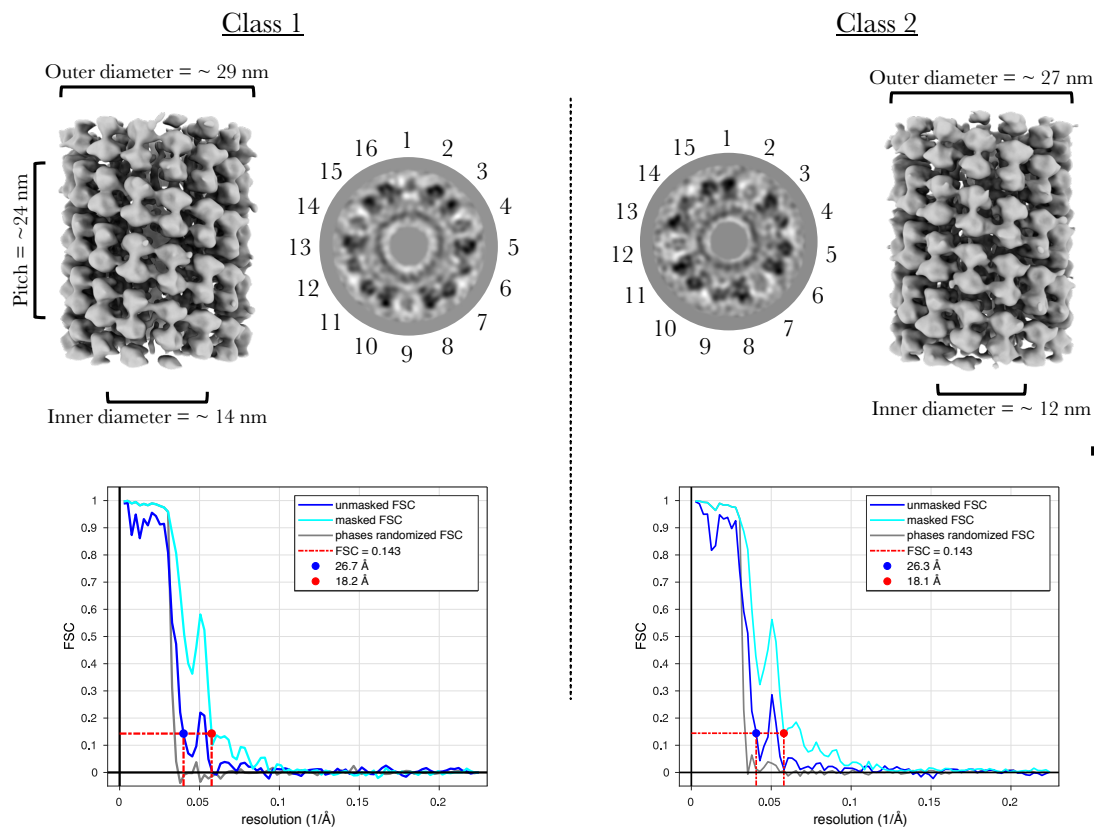 Class 1
Class 2
Outer diameter = ~ 29 nm
Pitch = ~24 nm
Inner diameter = ~ 14 nm
1
2
3
4
5
6
7
8
9
10
11
12
13
14
15
16
Outer diameter = ~ 27 nm
Inner diameter = ~ 12 nm
1
2
3
4
5
6
7
8
9
10
11
12
13
14
15
FSC
1
0.9
0.8
0.7
0.6
0.5
0.4
0.3
0.2
0.1
0
0
0.05
0.1
0.15
0.2
resolution (1/Å)
unmasked FSC
masked FSC
phases randomized FSC
FSC = 0.143
26.7 Å
18.2 Å
FSC
1
0.9
0.8
0.7
0.6
0.5
0.4
0.3
0.2
0.1
0
0
0.05
0.1
0.15
0.2
resolution (1/Å)
unmasked FSC
masked FSC
phases randomized FSC
FSC = 0.143
26.3 Å
18.1 Å